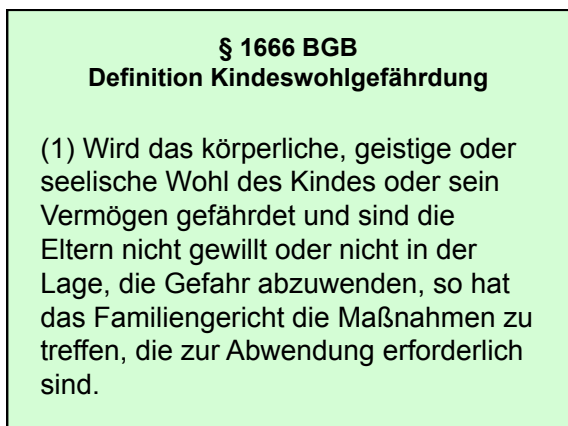 § 1666 BGB
Definition Kindeswohlgefährdung
(1) Wird das körperliche, geistige oder
seelische Wohl des Kindes oder sein
Vermögen gefährdet und sind die
Eltern nicht gewillt oder nicht in der
Lage, die Gefahr abzuwenden, so hat
das Familiengericht die Maßnahmen zu
treffen, die zur Abwendung erforderlich
sind.